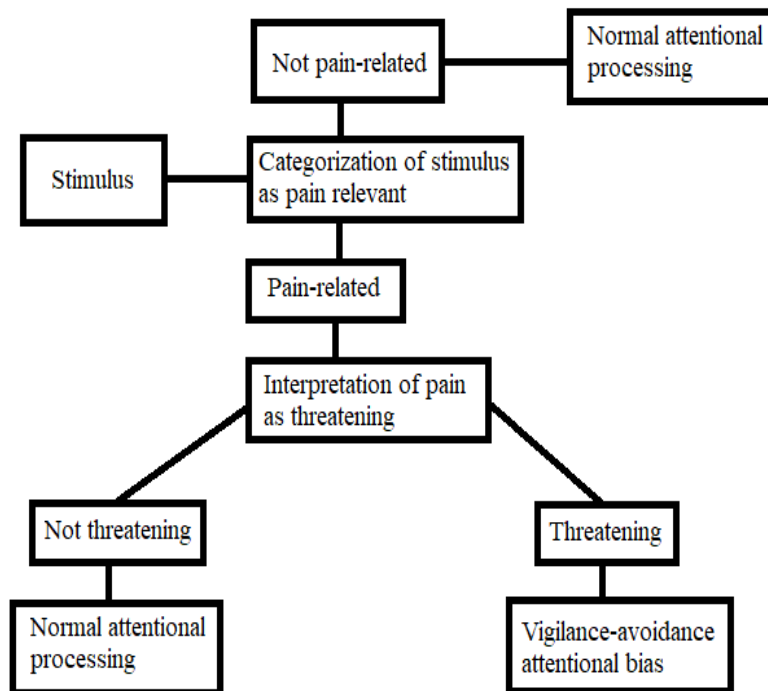 Not pain-related
Normal attentional
processing
Stimulus
Categorization of stimulus
as pain relevant
Pain-related
Interpretation of pain
as threatening
Not threatening
Threatening
Normal attentional
processing
Vigilance-avoidance
attentional bias